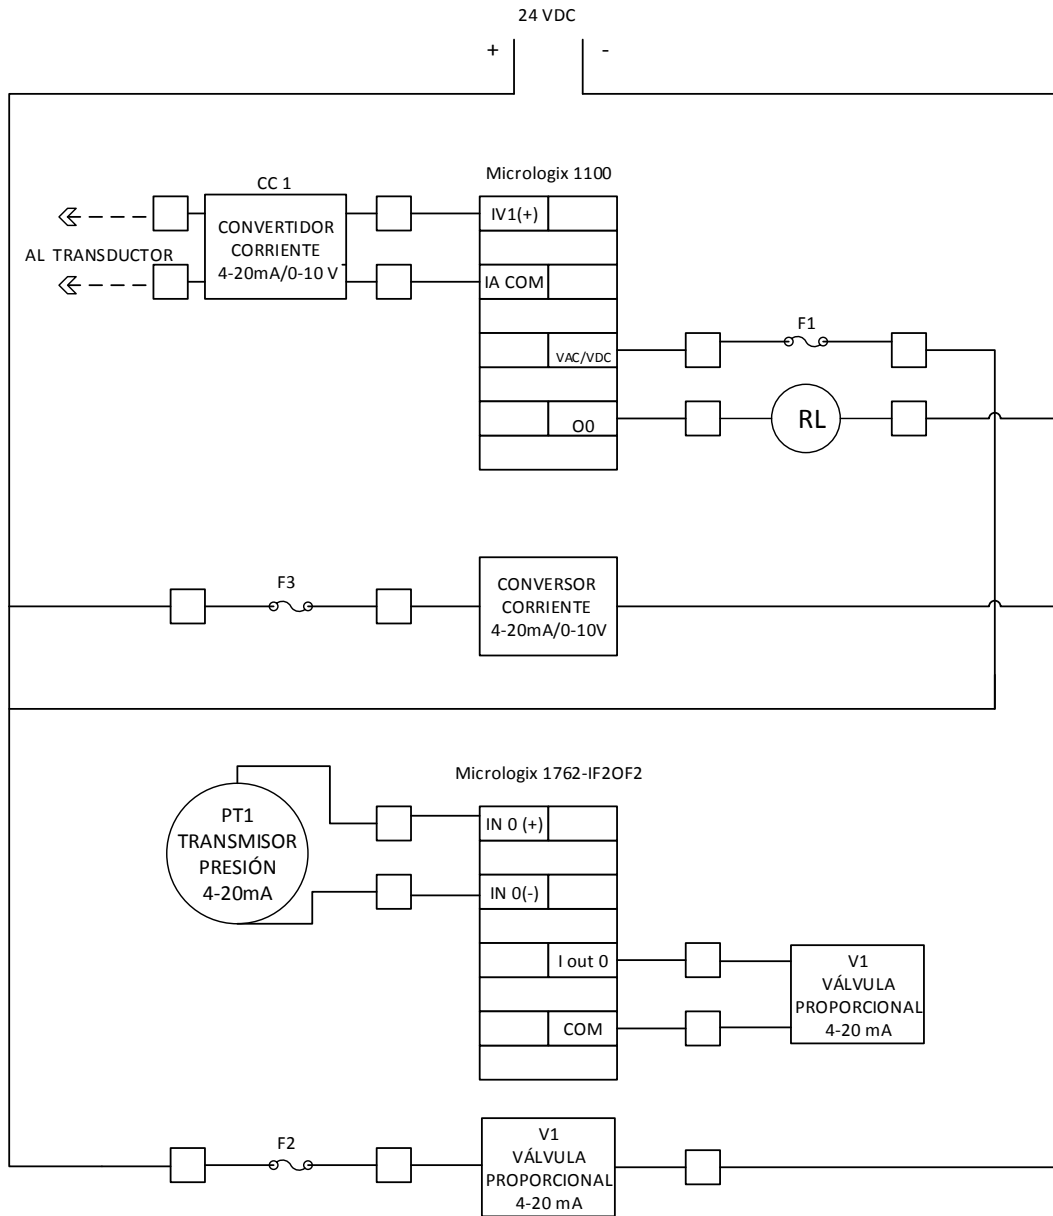 24 VDC
+ -
Micrologix 1100
CC 1
CONVERTIDOR
CORRIENTE
4-20mA/0-10 V
AL TRANSDUCTOR
IV1(+)
IA COM
VAC/VDC
O0
F1
RL
F3
CONVERSOR
CORRIENTE
4-20mA/0-10V
Micrologix 1762-IF2OF2
PT1
TRANSMISOR
PRESIÓN
4-20mA
IN 0 (+)
IN 0(-)
I out 0
COM
V1
VÁLVULA
PROPORCIONAL
4-20 mA
F2
V1
VÁLVULA
PROPORCIONAL
4-20 mA